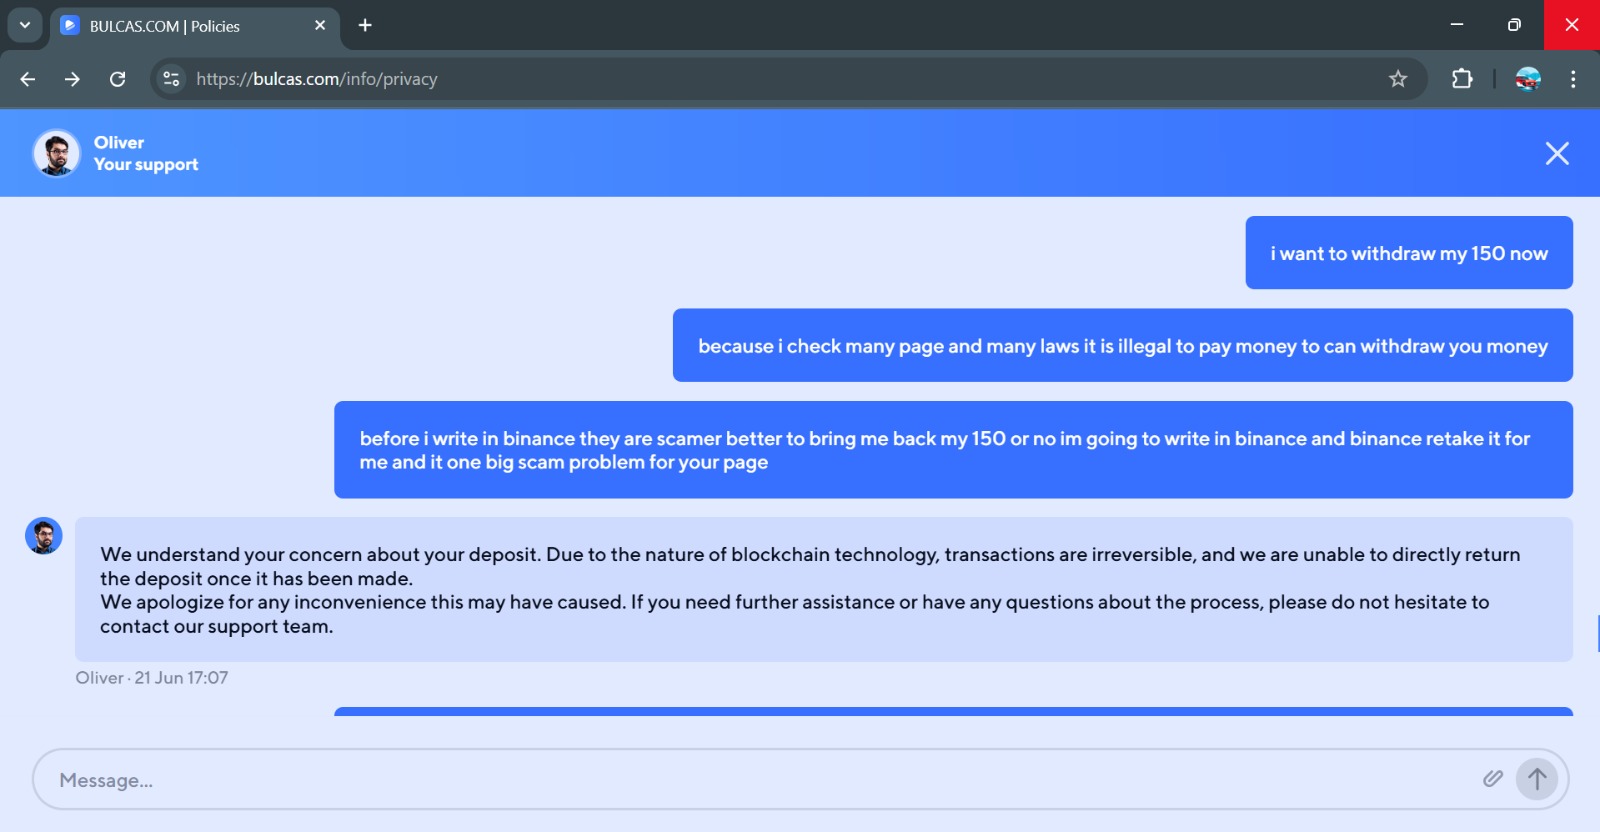 BULCAS.COM | Policies
https://bulcas.com/info/privacy
Oliver
Your support
i want to withdraw my 150 now
because i check many page and many laws it is illegal to pay money to can withdraw you money
before i write in binance they are scamer better to bring me back my 150 or no im going to write in binance and binance retake it for
me and it one big scam problem for your page
We understand your concern about your deposit. Due to the nature of blockchain technology, transactions are irreversible, and we are unable to directly return
the deposit once it has been made.
We apologize for any inconvenience this may have caused. If you need further assistance or have any questions about the process, please do not hesitate to
contact our support team.
Oliver · 21 Jun 17:07
Message...